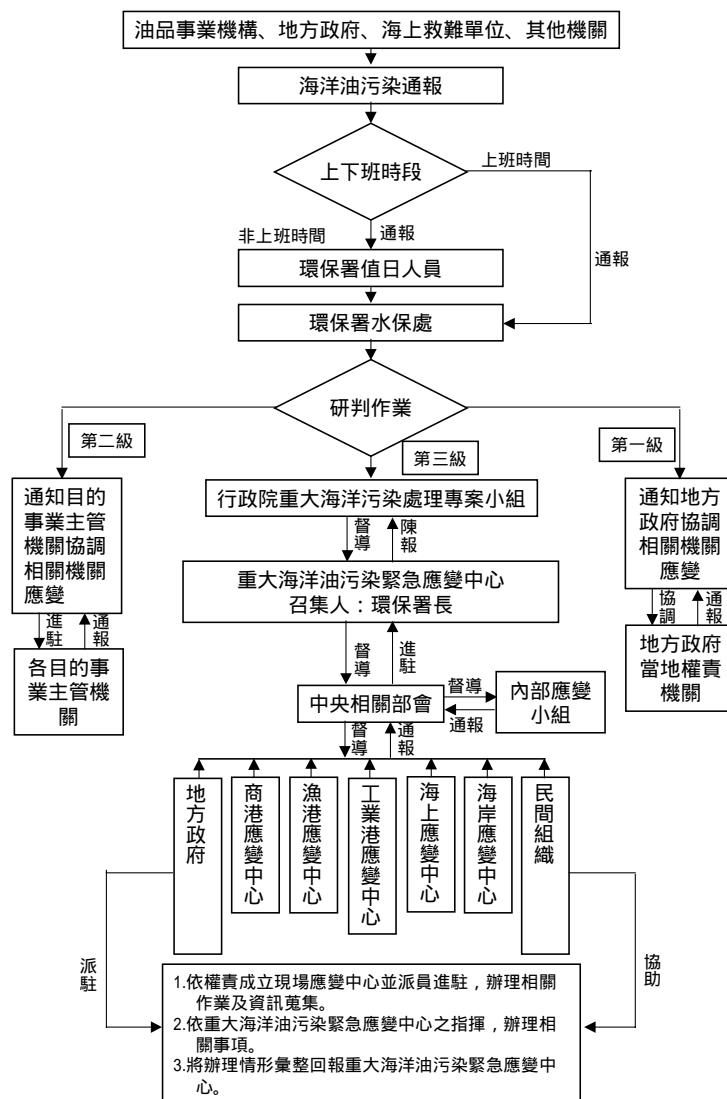 油品事業機構、地方政府、海上救難單位、其他機關
海洋油污染通報
上下班時段
上班時間
非上班時間
通報
通報
環保署值日人員
環保署水保處
研判作業
第二級
第三級
第一級
通知目的
事業主管
機關協調
相關機關
應變
進駐
通報
各目的事
業主管機
關
行政院重大海洋污染處理專案小組
督導
陳報
重大海洋油污染緊急應變中心
召集人：環保署長
督導
進駐
中央相關部會
督導
通報
內部應變
小組
督導
通報
通知地方
政府協調
相關機關
應變
協調
通報
地方政府
當地權責
機關
地方政府
商港應變中心
漁港應變中心
工業港應變中心
海上應變中心
海岸應變中心
民間組織
派駐
協助
1.依權責成立現場應變中心並派員進駐，辦理相關
作業及資訊蒐集。
2.依重大海洋油污染緊急應變中心之指揮，辦理相
關事項。
3.將辦理情形彙整回報重大海洋油污染緊急應變中
心。